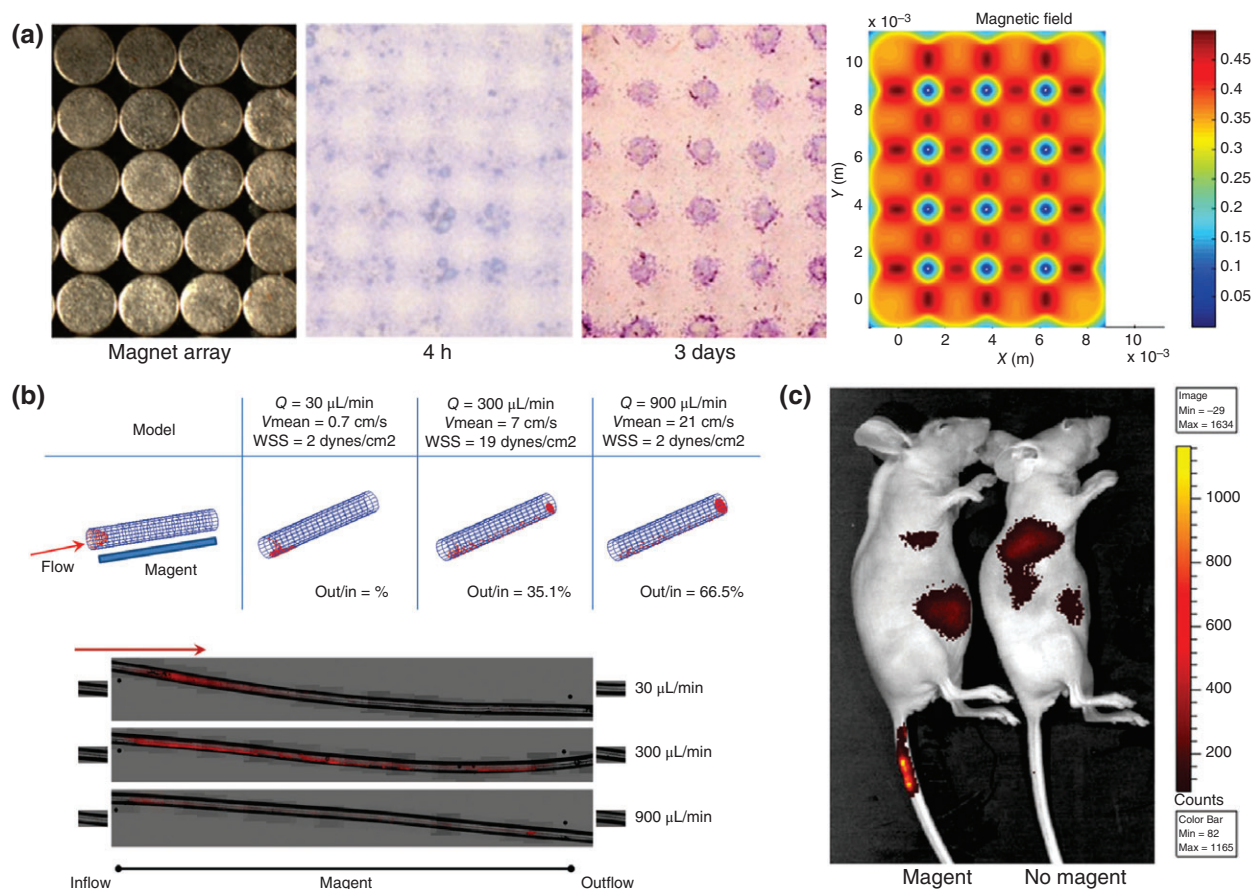 (a)
Magnet array
4 h
3 days
Magnetic field
x 10⁻³
10
8
6
4
2
0
Y (m)
0 2 4 6 8 10
X (m)
x 10⁻³
0.45
0.4
0.35
0.3
0.25
0.2
0.15
0.1
0.05
(b)
Model
Flow
Magent
Q = 30 μL/min
Vmean = 0.7 cm/s
WSS = 2 dynes/cm2
Out/in = %
Q = 300 μL/min
Vmean = 7 cm/s
WSS = 19 dynes/cm2
Out/in = 35.1%
Q = 900 μL/min
Vmean = 21 cm/s
WSS = 2 dynes/cm2
Out/in = 66.5%
30 μL/min
300 μL/min
900 μL/min
Inflow
Magent
Outflow
(c)
Magent
No magent
Image
Min = –29
Max = 1634
1000
800
600
400
200
Counts
Color Bar
Min = 82
Max = 1165